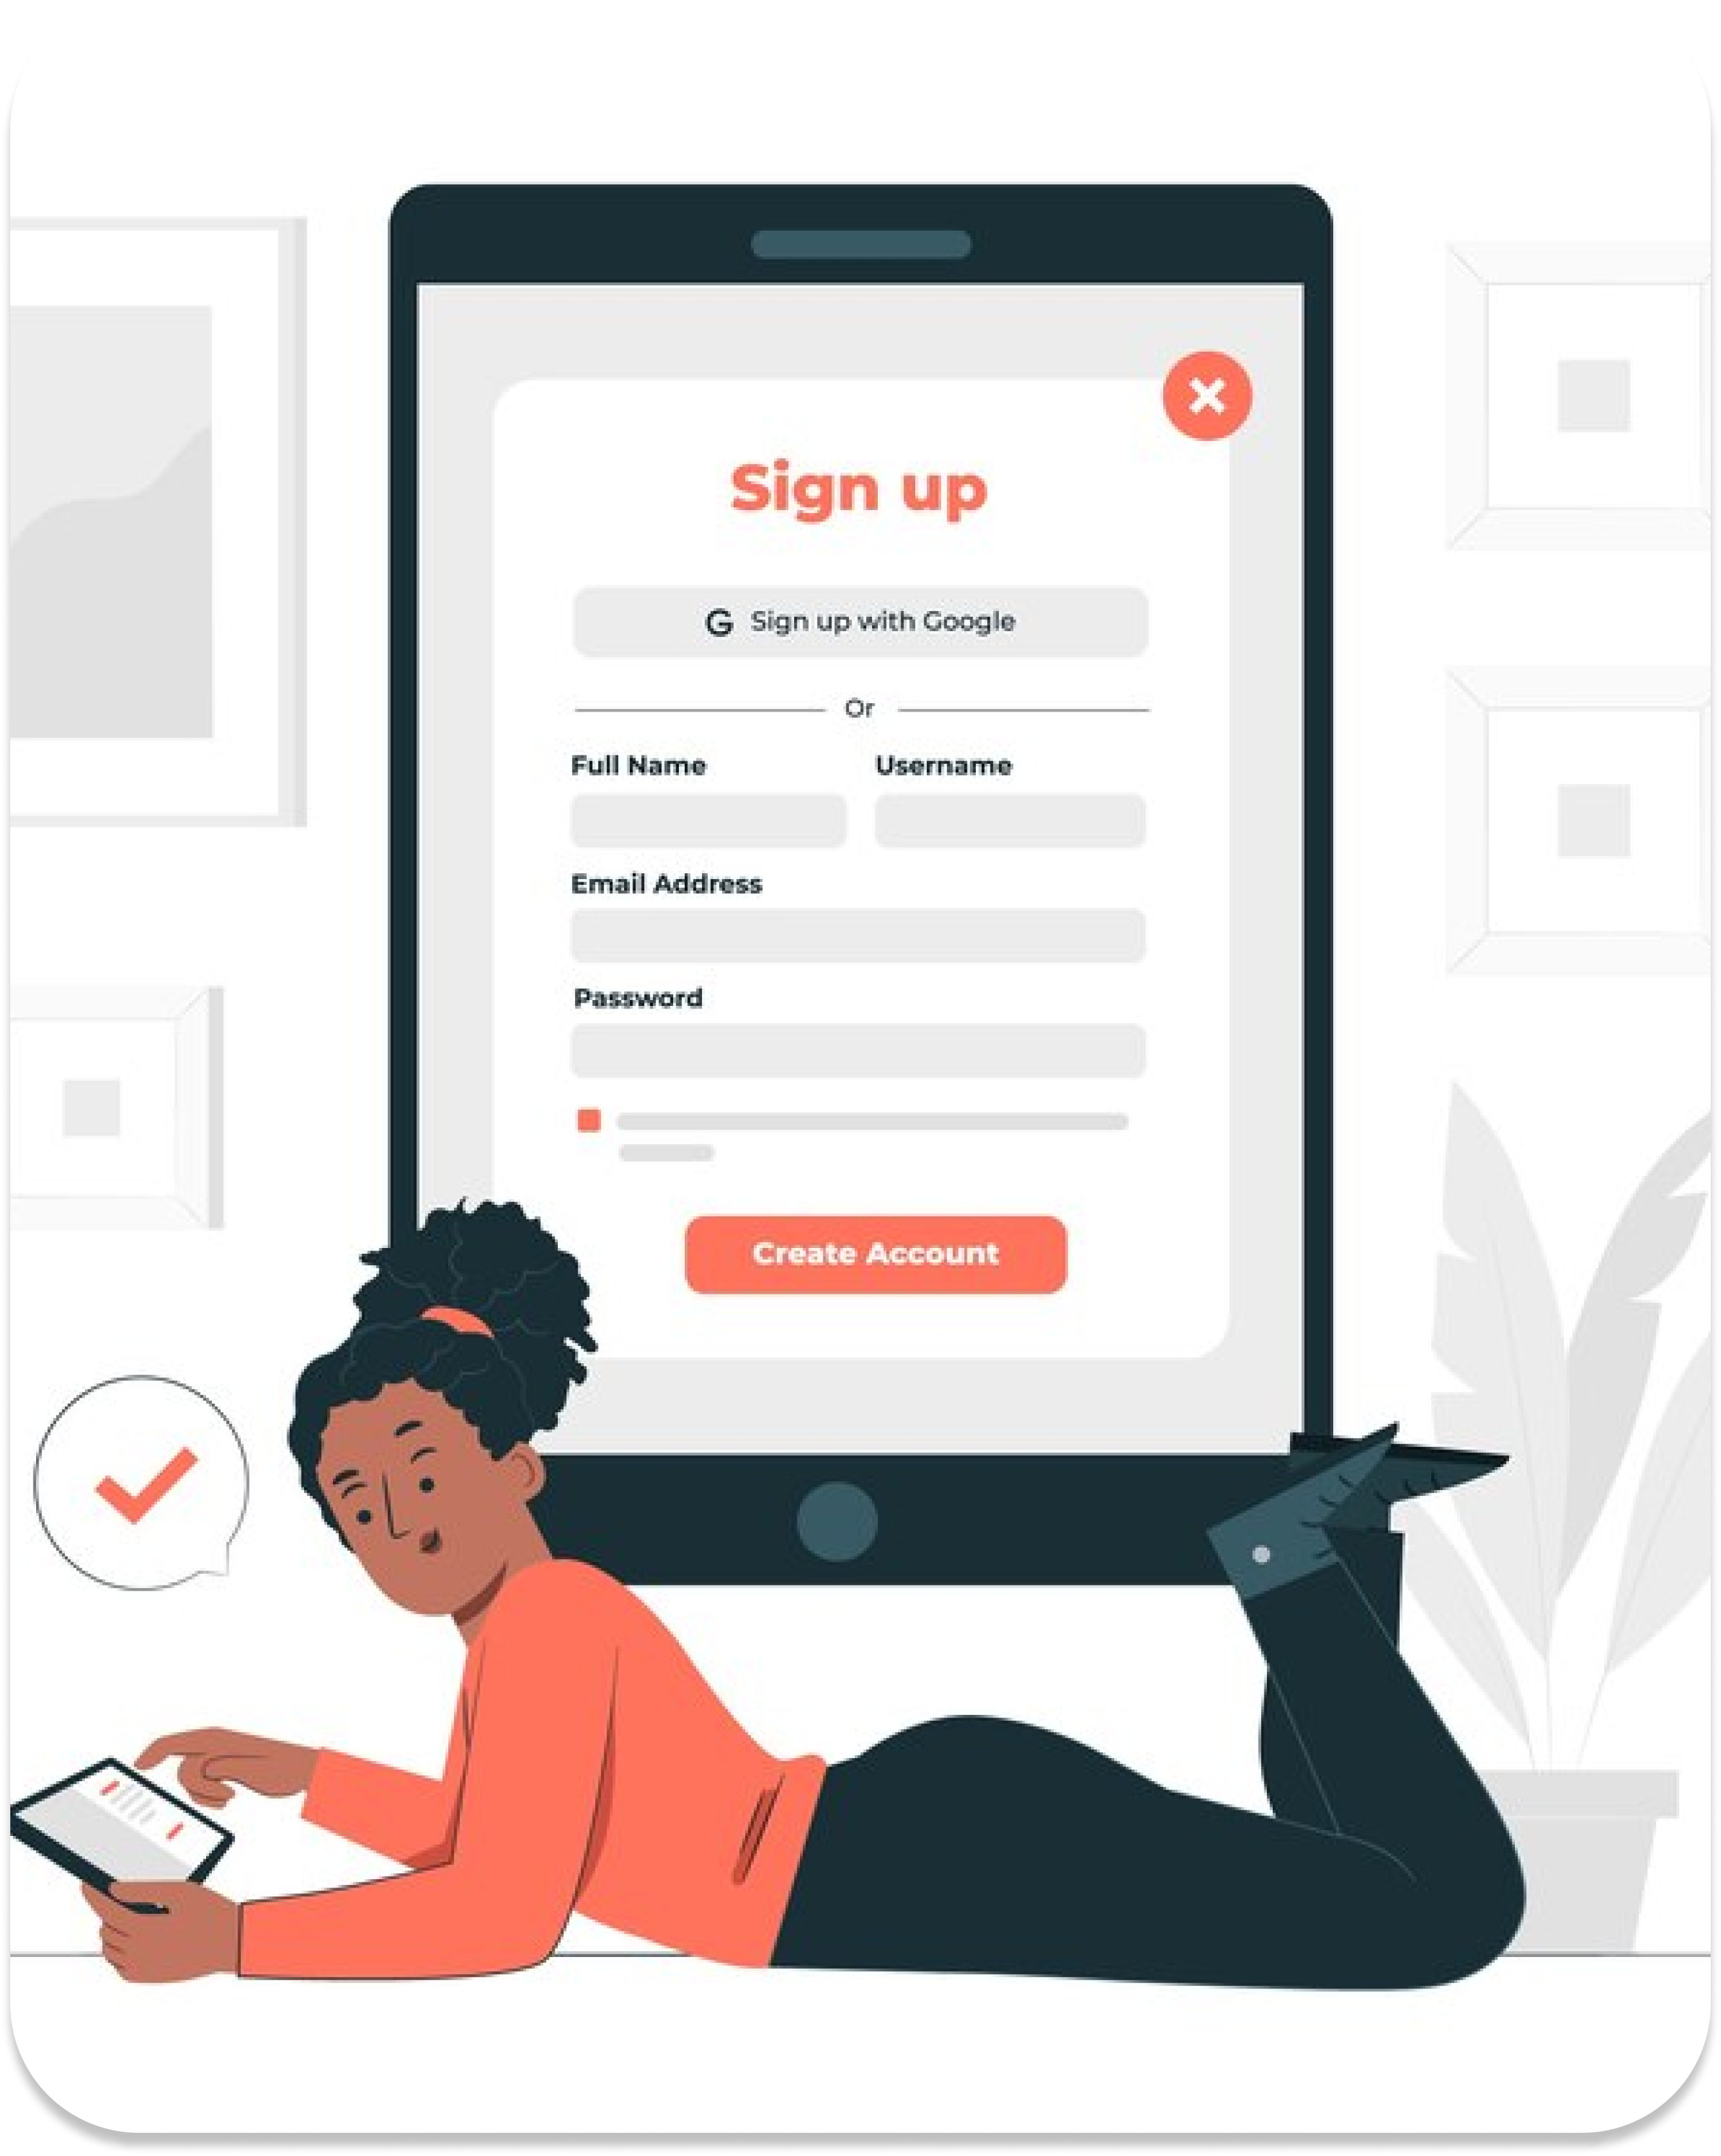 Sign up
G Sign up with Google
Or
Full Name Username
Email Address
Password
Create Account